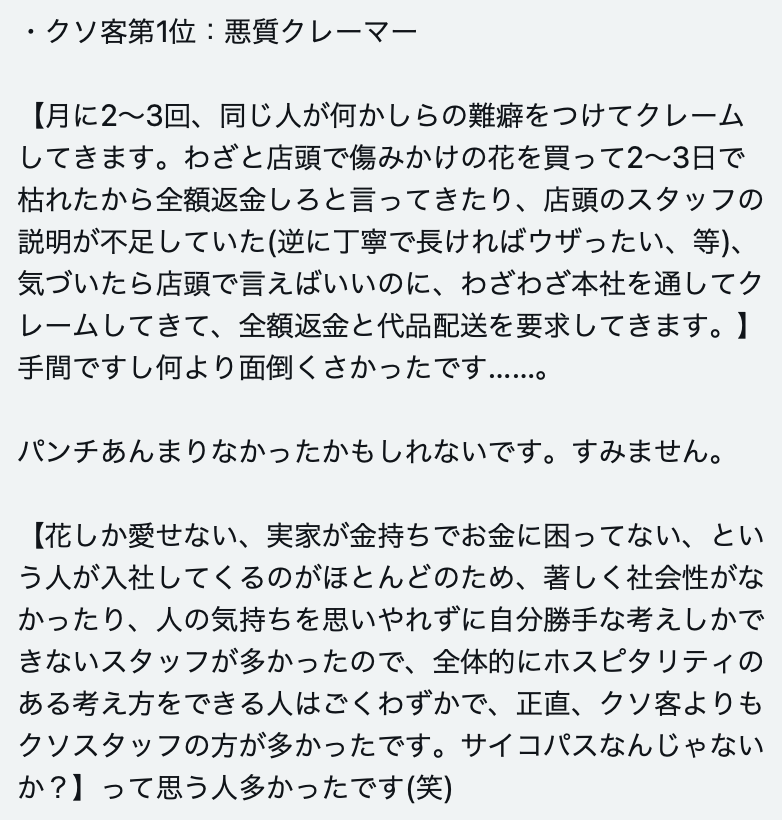 ・クソ客第1位：悪質クレーマー
【月に2〜3回、同じ人が何かしらの難癖をつけてクレーム
してきます。わざと店頭で傷みかけの花を買って2〜3日で
枯れたから全額返金しろと言ってきたり、店頭のスタッフの
説明が不足していた(逆に丁寧で長ければウザったい、等)、
気づいたら店頭で言えばいいのに、わざわざ本社を通してク
レームしてきて、全額返金と代品配送を要求してきます。】
手間ですし何より面倒くさかったです……。
パンチあんまりなかったかもしれないです。すみません。
【花しか愛せない、実家が金持ちでお金に困ってない、とい
う人が入社してくるのがほとんどのため、著しく社会性がな
かったり、人の気持ちを思いやれずに自分勝手な考えしかで
きないスタッフが多かったので、全体的にホスピタリティの
ある考え方をできる人はごくわずかで、正直、クソ客よりも
クソスタッフの方が多かったです。サイコパスなんじゃない
か？】って思う人多かったです(笑)